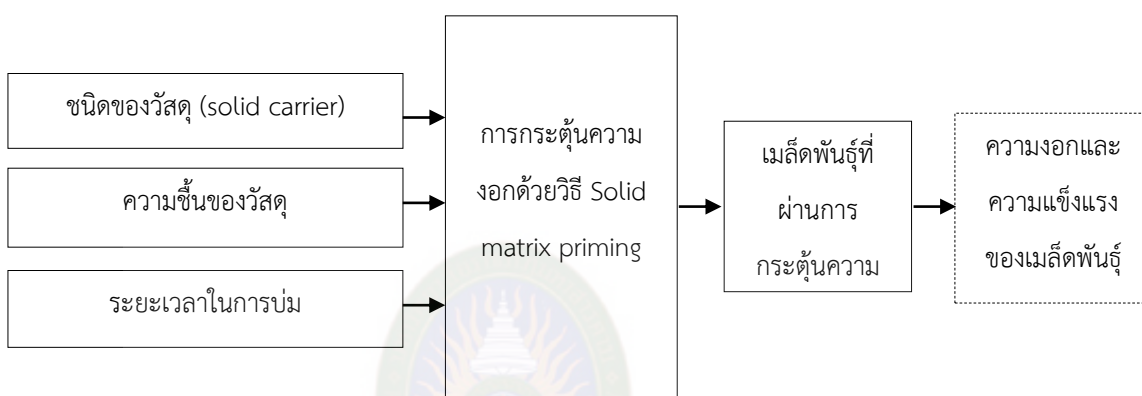 ชนิดของวัสดุ (solid carrier)
ความชื้นของวัสดุ
ระยะเวลาในการบ่ม
การกระตุ้นความ
งอกด้วยวิธี Solid
matrix priming
เมล็ดพันธุ์ที่
ผ่านการ
กระตุ้นความ
ความงอกและ
ความแข็งแรง
ของเมล็ดพันธุ์